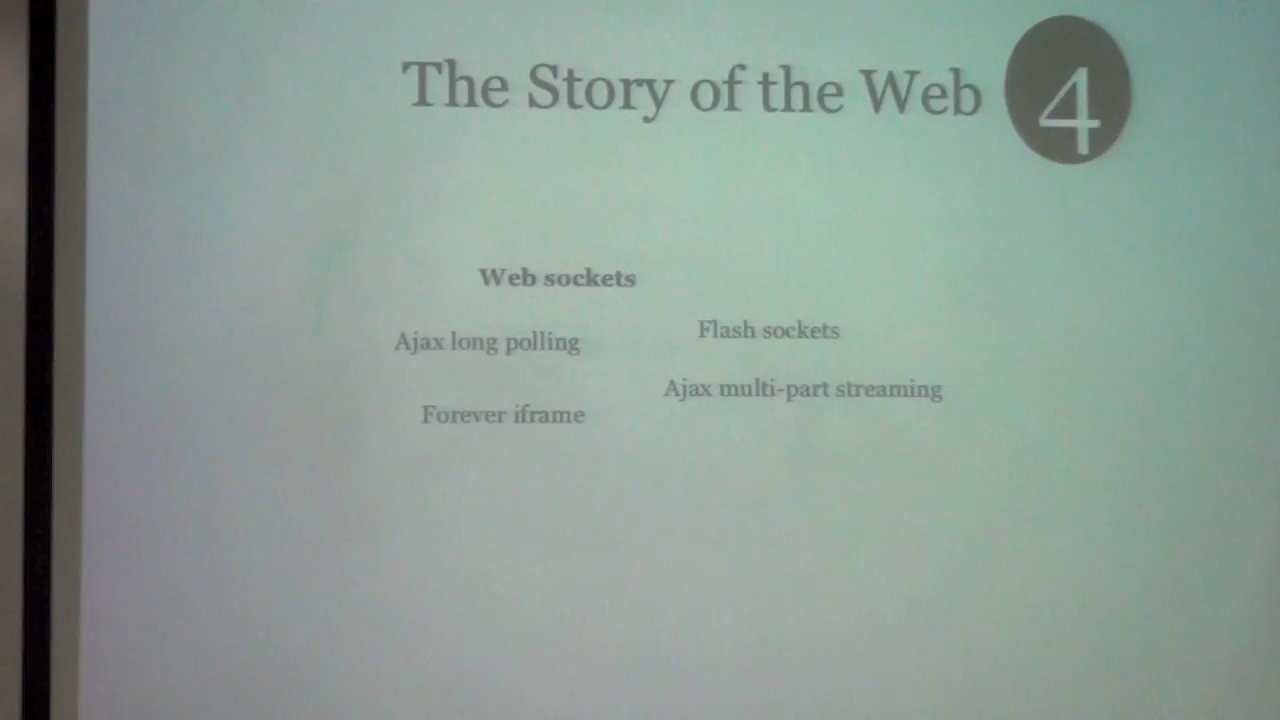 The Story of the Web 4
Web sockets
Flash sockets
Ajax long polling
Ajax multi-part streaming
Forever iframe